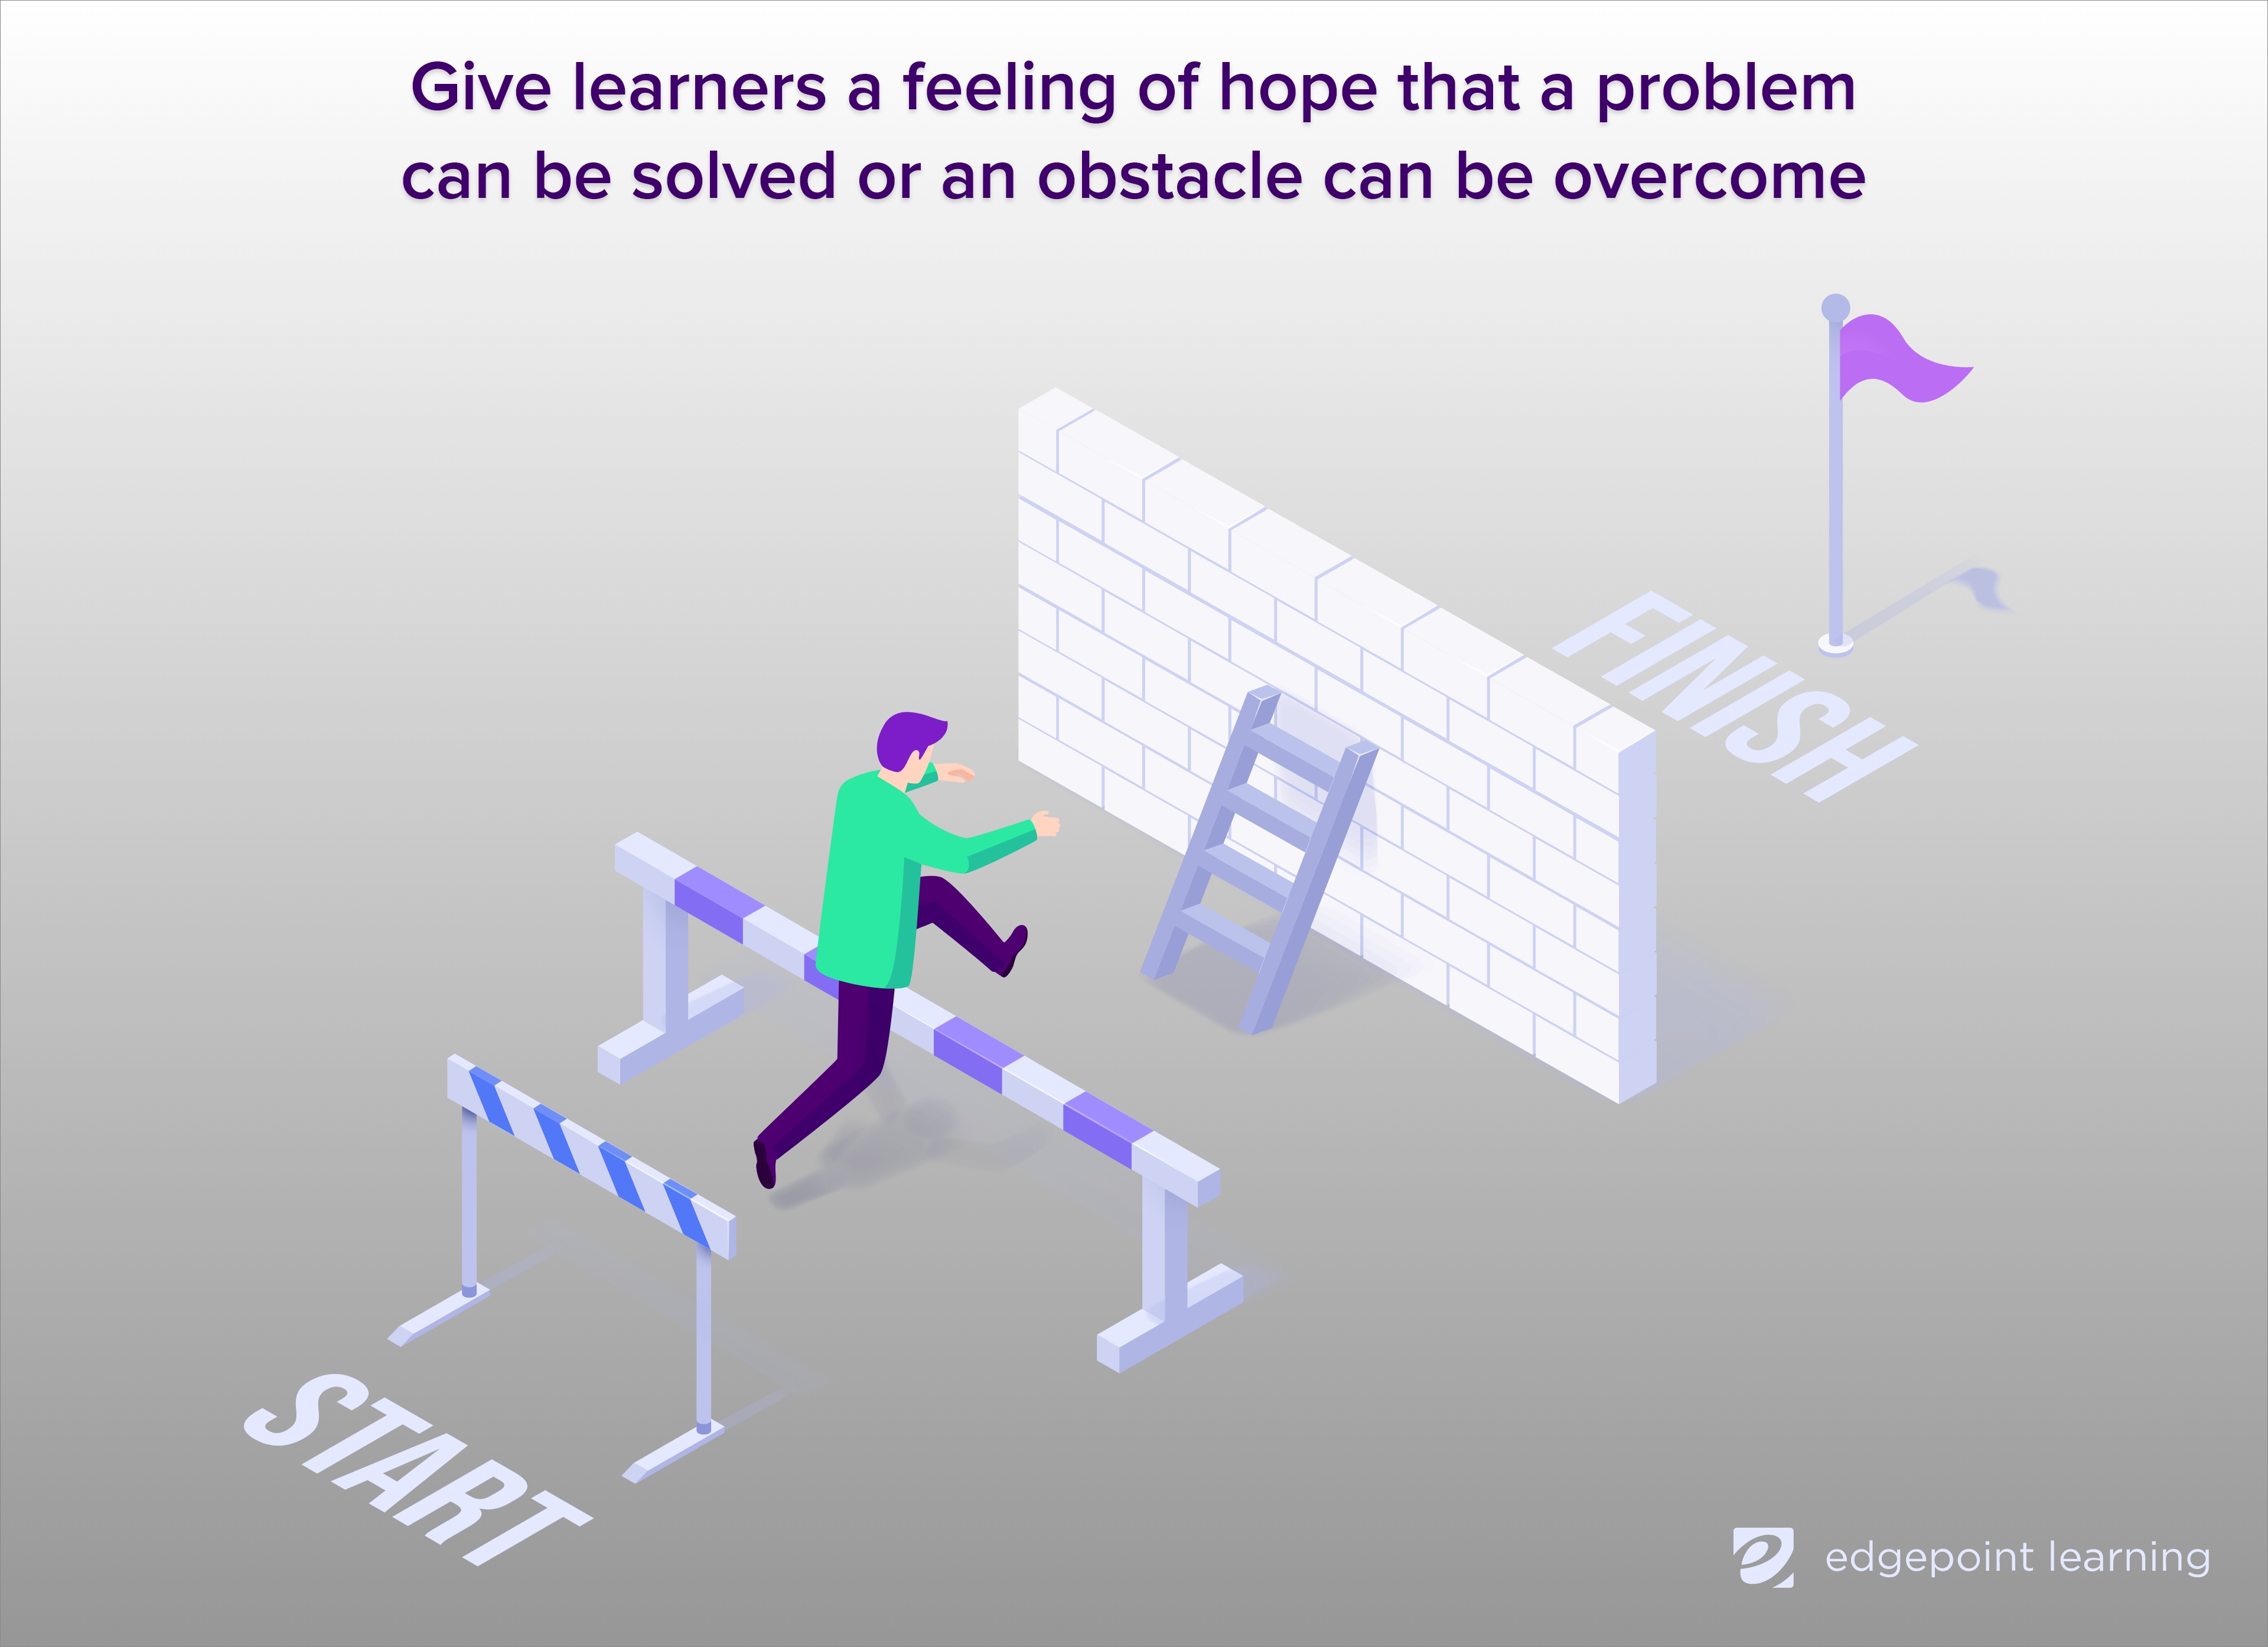 Give learners a feeling of hope that a problem
can be solved or an obstacle can be overcome
FINISH
START
edgepoint learning